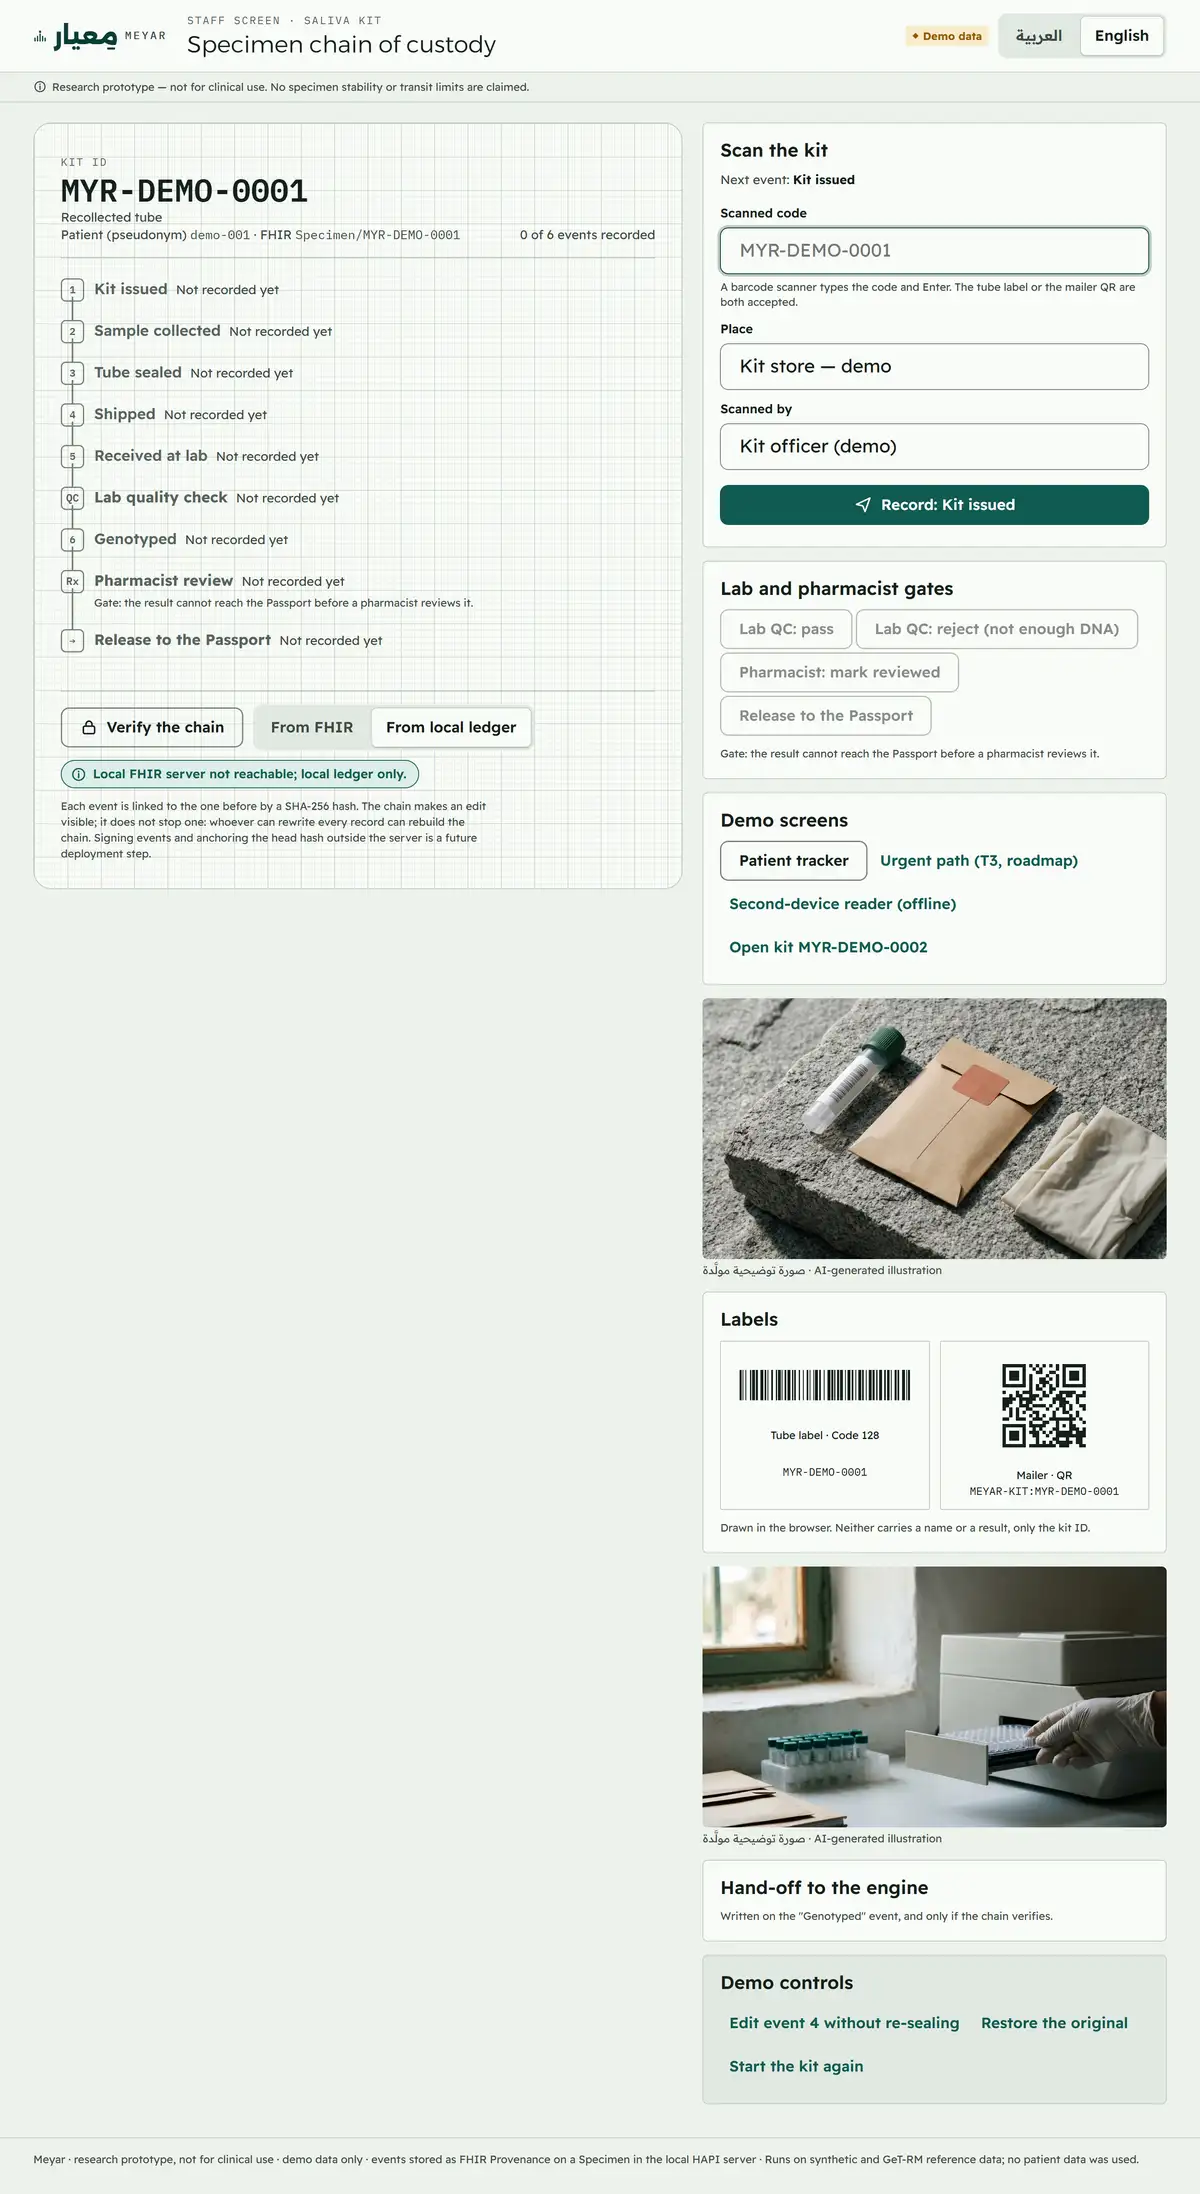 معيار MEYAR
STAFF SCREEN · SALIVA KIT
Specimen chain of custody
Demo data
العربية
English
Research prototype — not for clinical use. No specimen stability or transit limits are claimed.
KIT ID
MYR-DEMO-0001
Recollected tube
Patient (pseudonym) demo-001 · FHIR Specimen/MYR-DEMO-0001
0 of 6 events recorded
1 Kit issued Not recorded yet
2 Sample collected Not recorded yet
3 Tube sealed Not recorded yet
4 Shipped Not recorded yet
5 Received at lab Not recorded yet
QC Lab quality check Not recorded yet
6 Genotyped Not recorded yet
Rx Pharmacist review Not recorded yet
Gate: the result cannot reach the Passport before a pharmacist reviews it.
→ Release to the Passport Not recorded yet
Verify the chain
From FHIR
From local ledger
Local FHIR server not reachable; local ledger only.
Each event is linked to the one before by a SHA-256 hash. The chain makes an edit
visible; it does not stop one: whoever can rewrite every record can rebuild the
chain. Signing events and anchoring the head hash outside the server is a future
deployment step.
Scan the kit
Next event: Kit issued
Scanned code
MYR-DEMO-0001
A barcode scanner types the code and Enter. The tube label or the mailer QR are
both accepted.
Place
Kit store — demo
Scanned by
Kit officer (demo)
Record: Kit issued
Lab and pharmacist gates
Lab QC: pass
Lab QC: reject (not enough DNA)
Pharmacist: mark reviewed
Release to the Passport
Gate: the result cannot reach the Passport before a pharmacist reviews it.
Demo screens
Patient tracker
Urgent path (T3, roadmap)
Second-device reader (offline)
Open kit MYR-DEMO-0002
صورة توضيحية مولَّدة · AI-generated illustration
Labels
Tube label · Code 128
MYR-DEMO-0001
Mailer · QR
MEYAR-KIT:MYR-DEMO-0001
Drawn in the browser. Neither carries a name or a result, only the kit ID.
صورة توضيحية مولَّدة · AI-generated illustration
Hand-off to the engine
Written on the "Genotyped" event, and only if the chain verifies.
Demo controls
Edit event 4 without re-sealing
Restore the original
Start the kit again
Meyar · research prototype, not for clinical use · demo data only · events stored as FHIR Provenance on a Specimen in the local HAPI server · Runs on synthetic and GeT-RM reference data; no patient data was used.